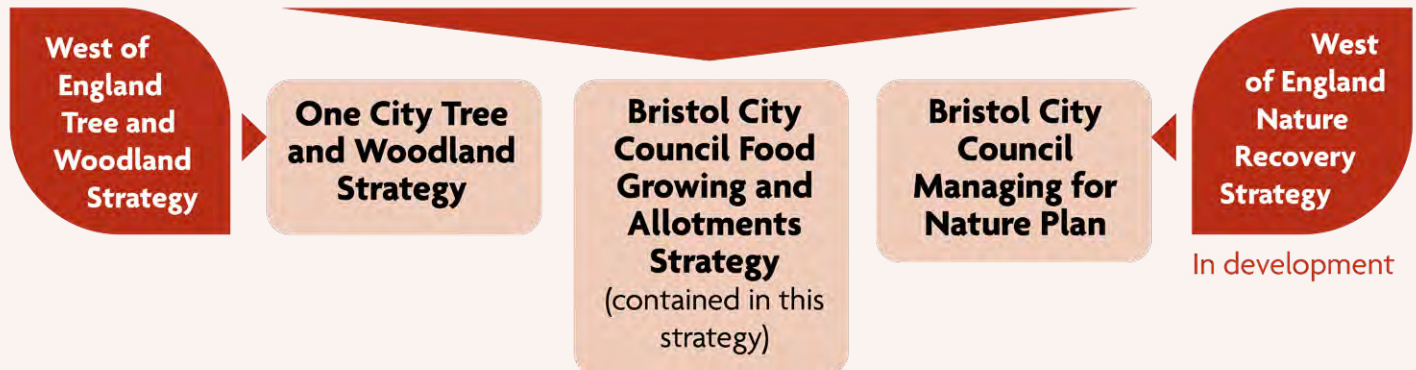 West of
England
Tree and
Woodland
Strategy
One City Tree
and Woodland
Strategy
Bristol City
Council Food
Growing and
Allotments
Strategy
(contained in this
strategy)
Bristol City
Council
Managing for
Nature Plan
West
of England
Nature
Recovery
Strategy
In development